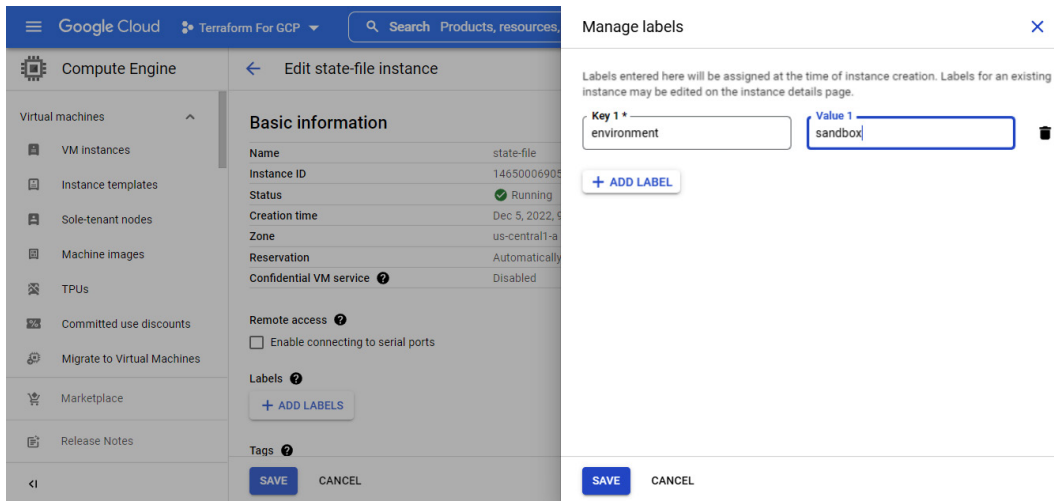 Google Cloud
Terraform For GCP
Search Products, resources,
Compute Engine
Virtual machines
VM instances
Instance templates
Sole-tenant nodes
Machine images
TPUs
Committed use discounts
Migrate to Virtual Machines
Marketplace
Release Notes
Edit state-file instance
Basic information
Name state-file
Instance ID 14650006905
Status Running
Creation time Dec 5, 2022, 9
Zone us-central1-a
Reservation Automatically
Confidential VM service ? Disabled
Remote access ?
Enable connecting to serial ports
Labels ?
+ ADD LABELS
Tags ?
SAVE CANCEL
Manage labels
Labels entered here will be assigned at the time of instance creation. Labels for an existing
instance may be edited on the instance details page.
Key 1 *
environment
Value 1
sandbox
+ ADD LABEL
SAVE CANCEL